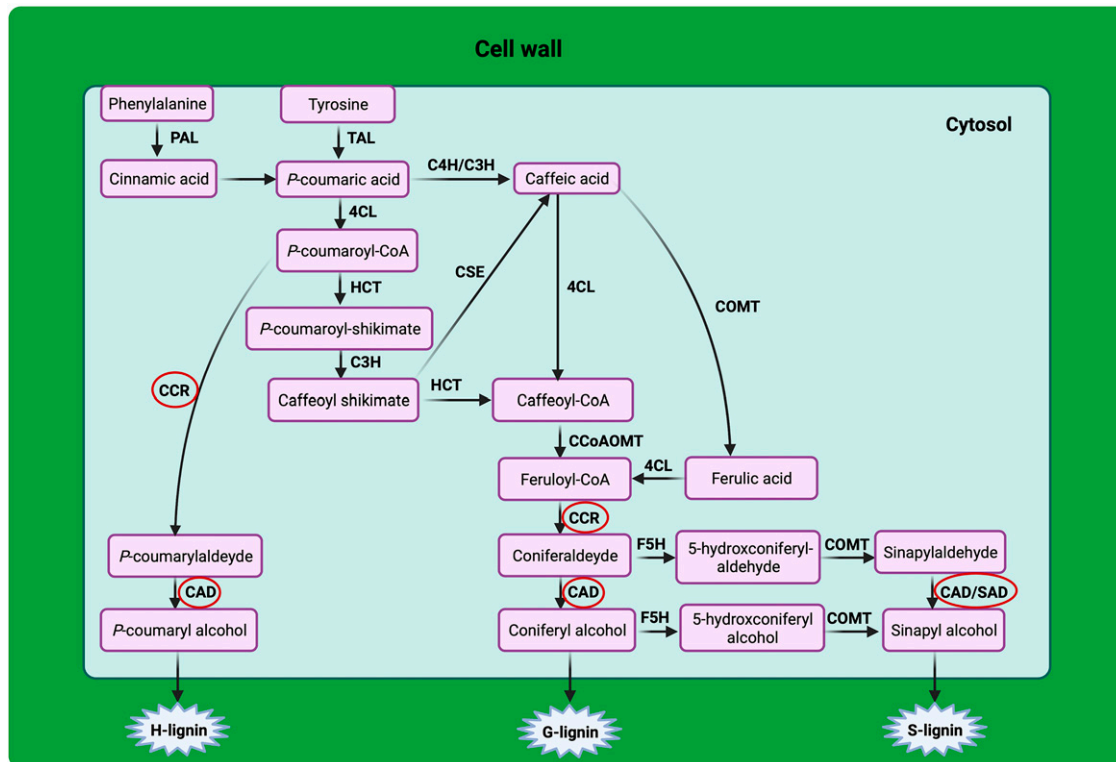 Cell wall
Cytosol
Phenylalanine
Tyrosine
PAL
TAL
Cinnamic acid
P-coumaric acid
C4H/C3H
Caffeic acid
4CL
P-coumaroyl-CoA
HCT
CSE
4CL
COMT
P-coumaroyl-shikimate
C3H
Caffeoyl shikimate
HCT
Caffeoyl-CoA
CCR
CCoAOMT
Feruloyl-CoA
4CL
Ferulic acid
CCR
P-coumarylaldeyde
Coniferaldeyde
F5H
5-hydroxconiferyl-
aldehyde
COMT
Sinapylaldehyde
CAD
CAD
CAD/SAD
P-coumaryl alcohol
Coniferyl alcohol
F5H
5-hydroxconiferyl
alcohol
COMT
Sinapyl alcohol
H-lignin
G-lignin
S-lignin